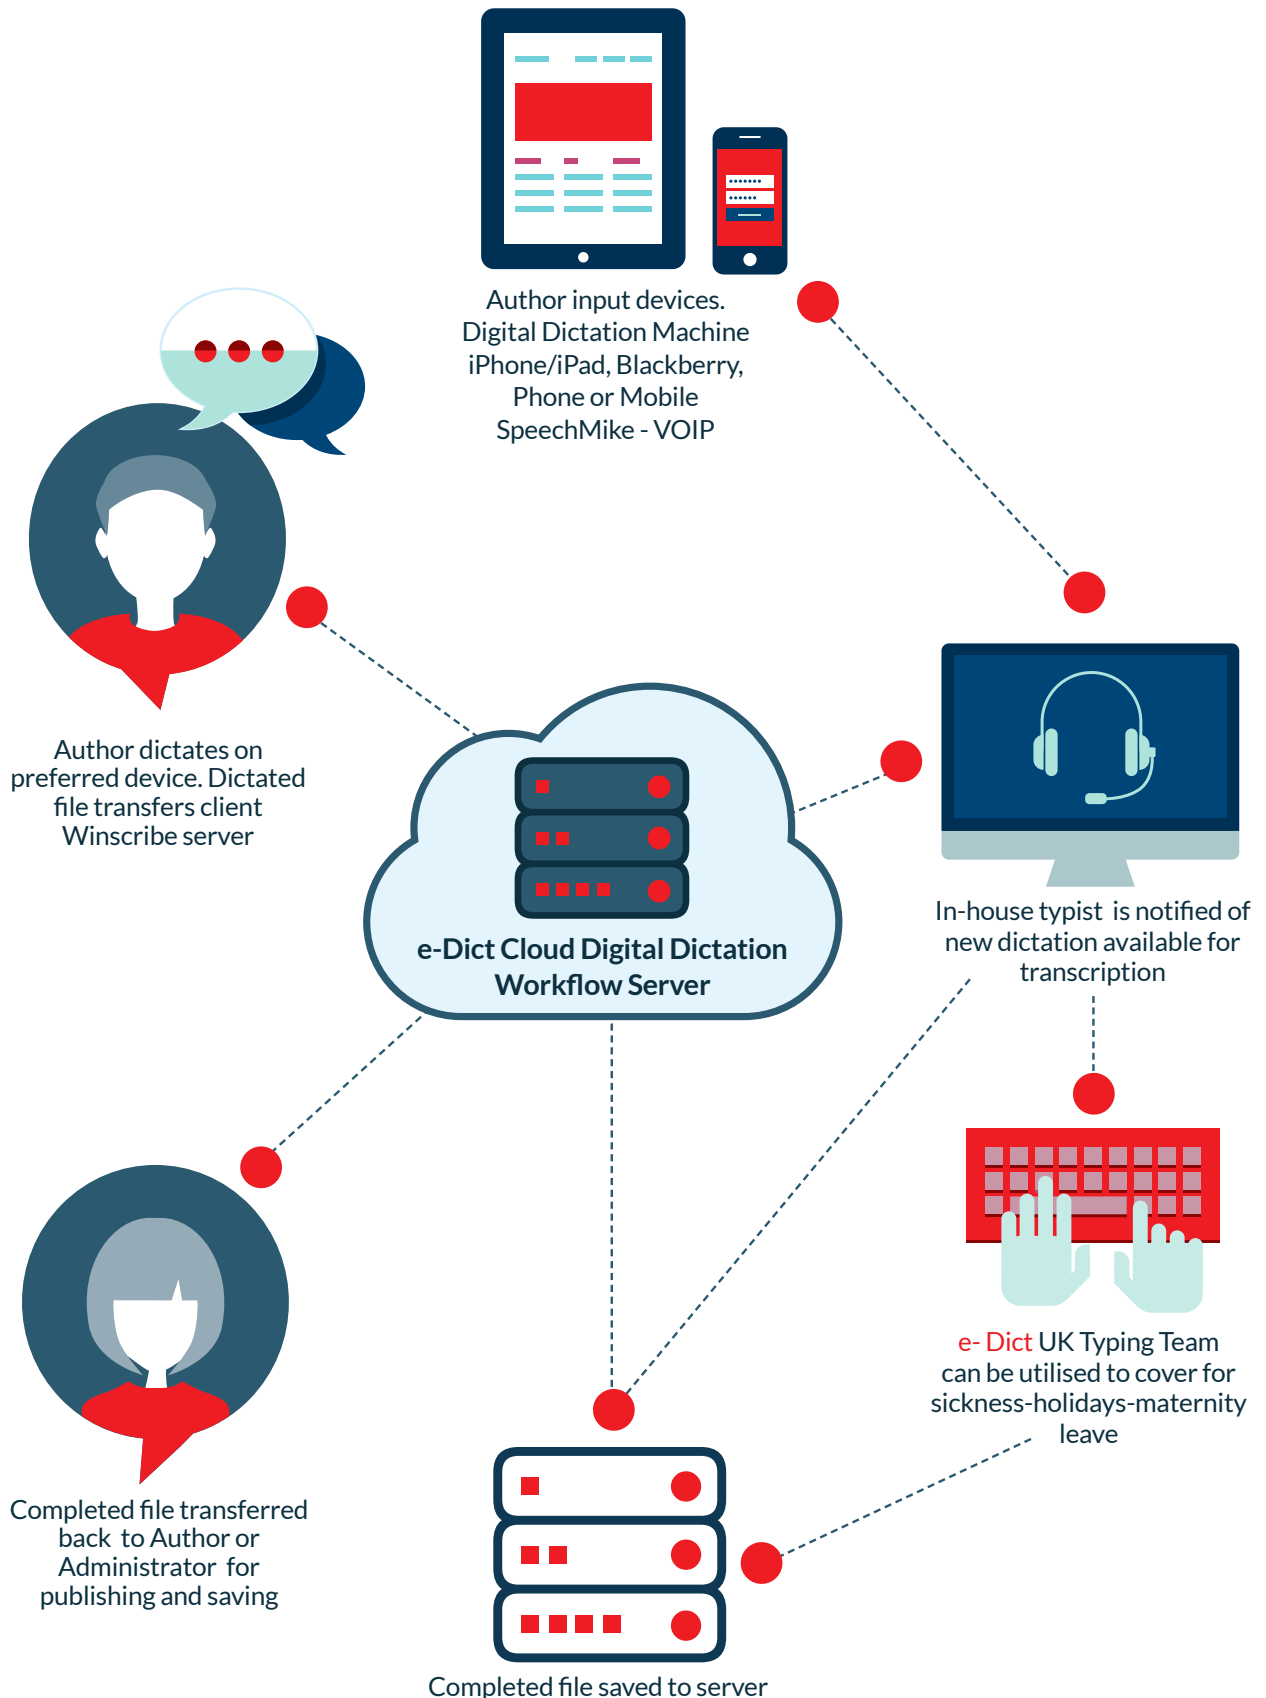 Author input devices.
Digital Dictation Machine
iPhone/iPad, Blackberry,
Phone or Mobile
SpeechMike - VOIP
Author dictates on
preferred device. Dictated
file transfers client
Winscribe server
e-Dict Cloud Digital Dictation
Workflow Server
In-house typist is notified of
new dictation available for
transcription
e- Dict UK Typing Team
can be utilised to cover for
sickness-holidays-maternity
leave
Completed file transferred
back to Author or
Administrator for
publishing and saving
Completed file saved to server